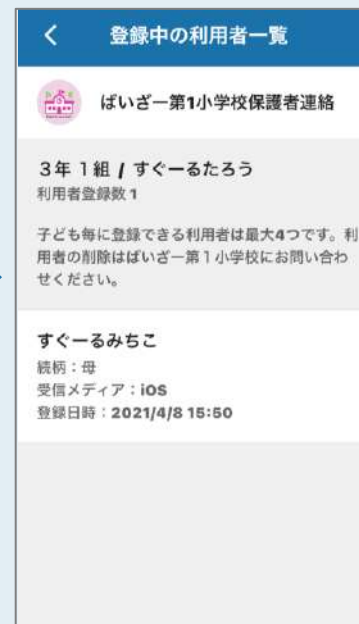 登録中の利用者一覧
ばいざー第1小学校保護者連絡
3年 1組 / すぐーるたろう
利用者登録数 1
子ども毎に登録できる利用者は最大4つです。利
用者の削除はばいざー第1小学校にお問い合わ
せください。
すぐーるみちこ
続柄：母
受信メディア：iOS
登録日時：2021/4/8 15:50